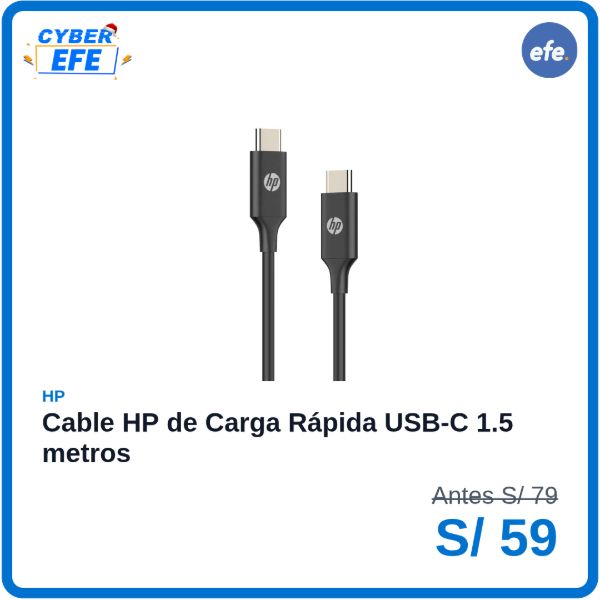 CYBER
EFE
efe.
hp
hp
HP
Cable HP de Carga Rápida USB-C 1.5
metros
Antes S/ 79
S/ 59